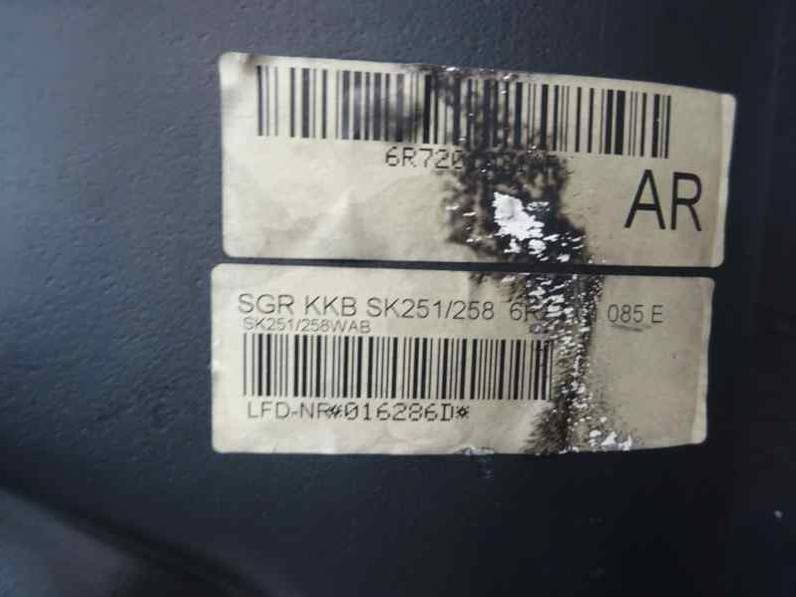 6R720
AR
SGR KKB SK251/258 085 E
SK251/258WAB
LFD-NR*016286D*